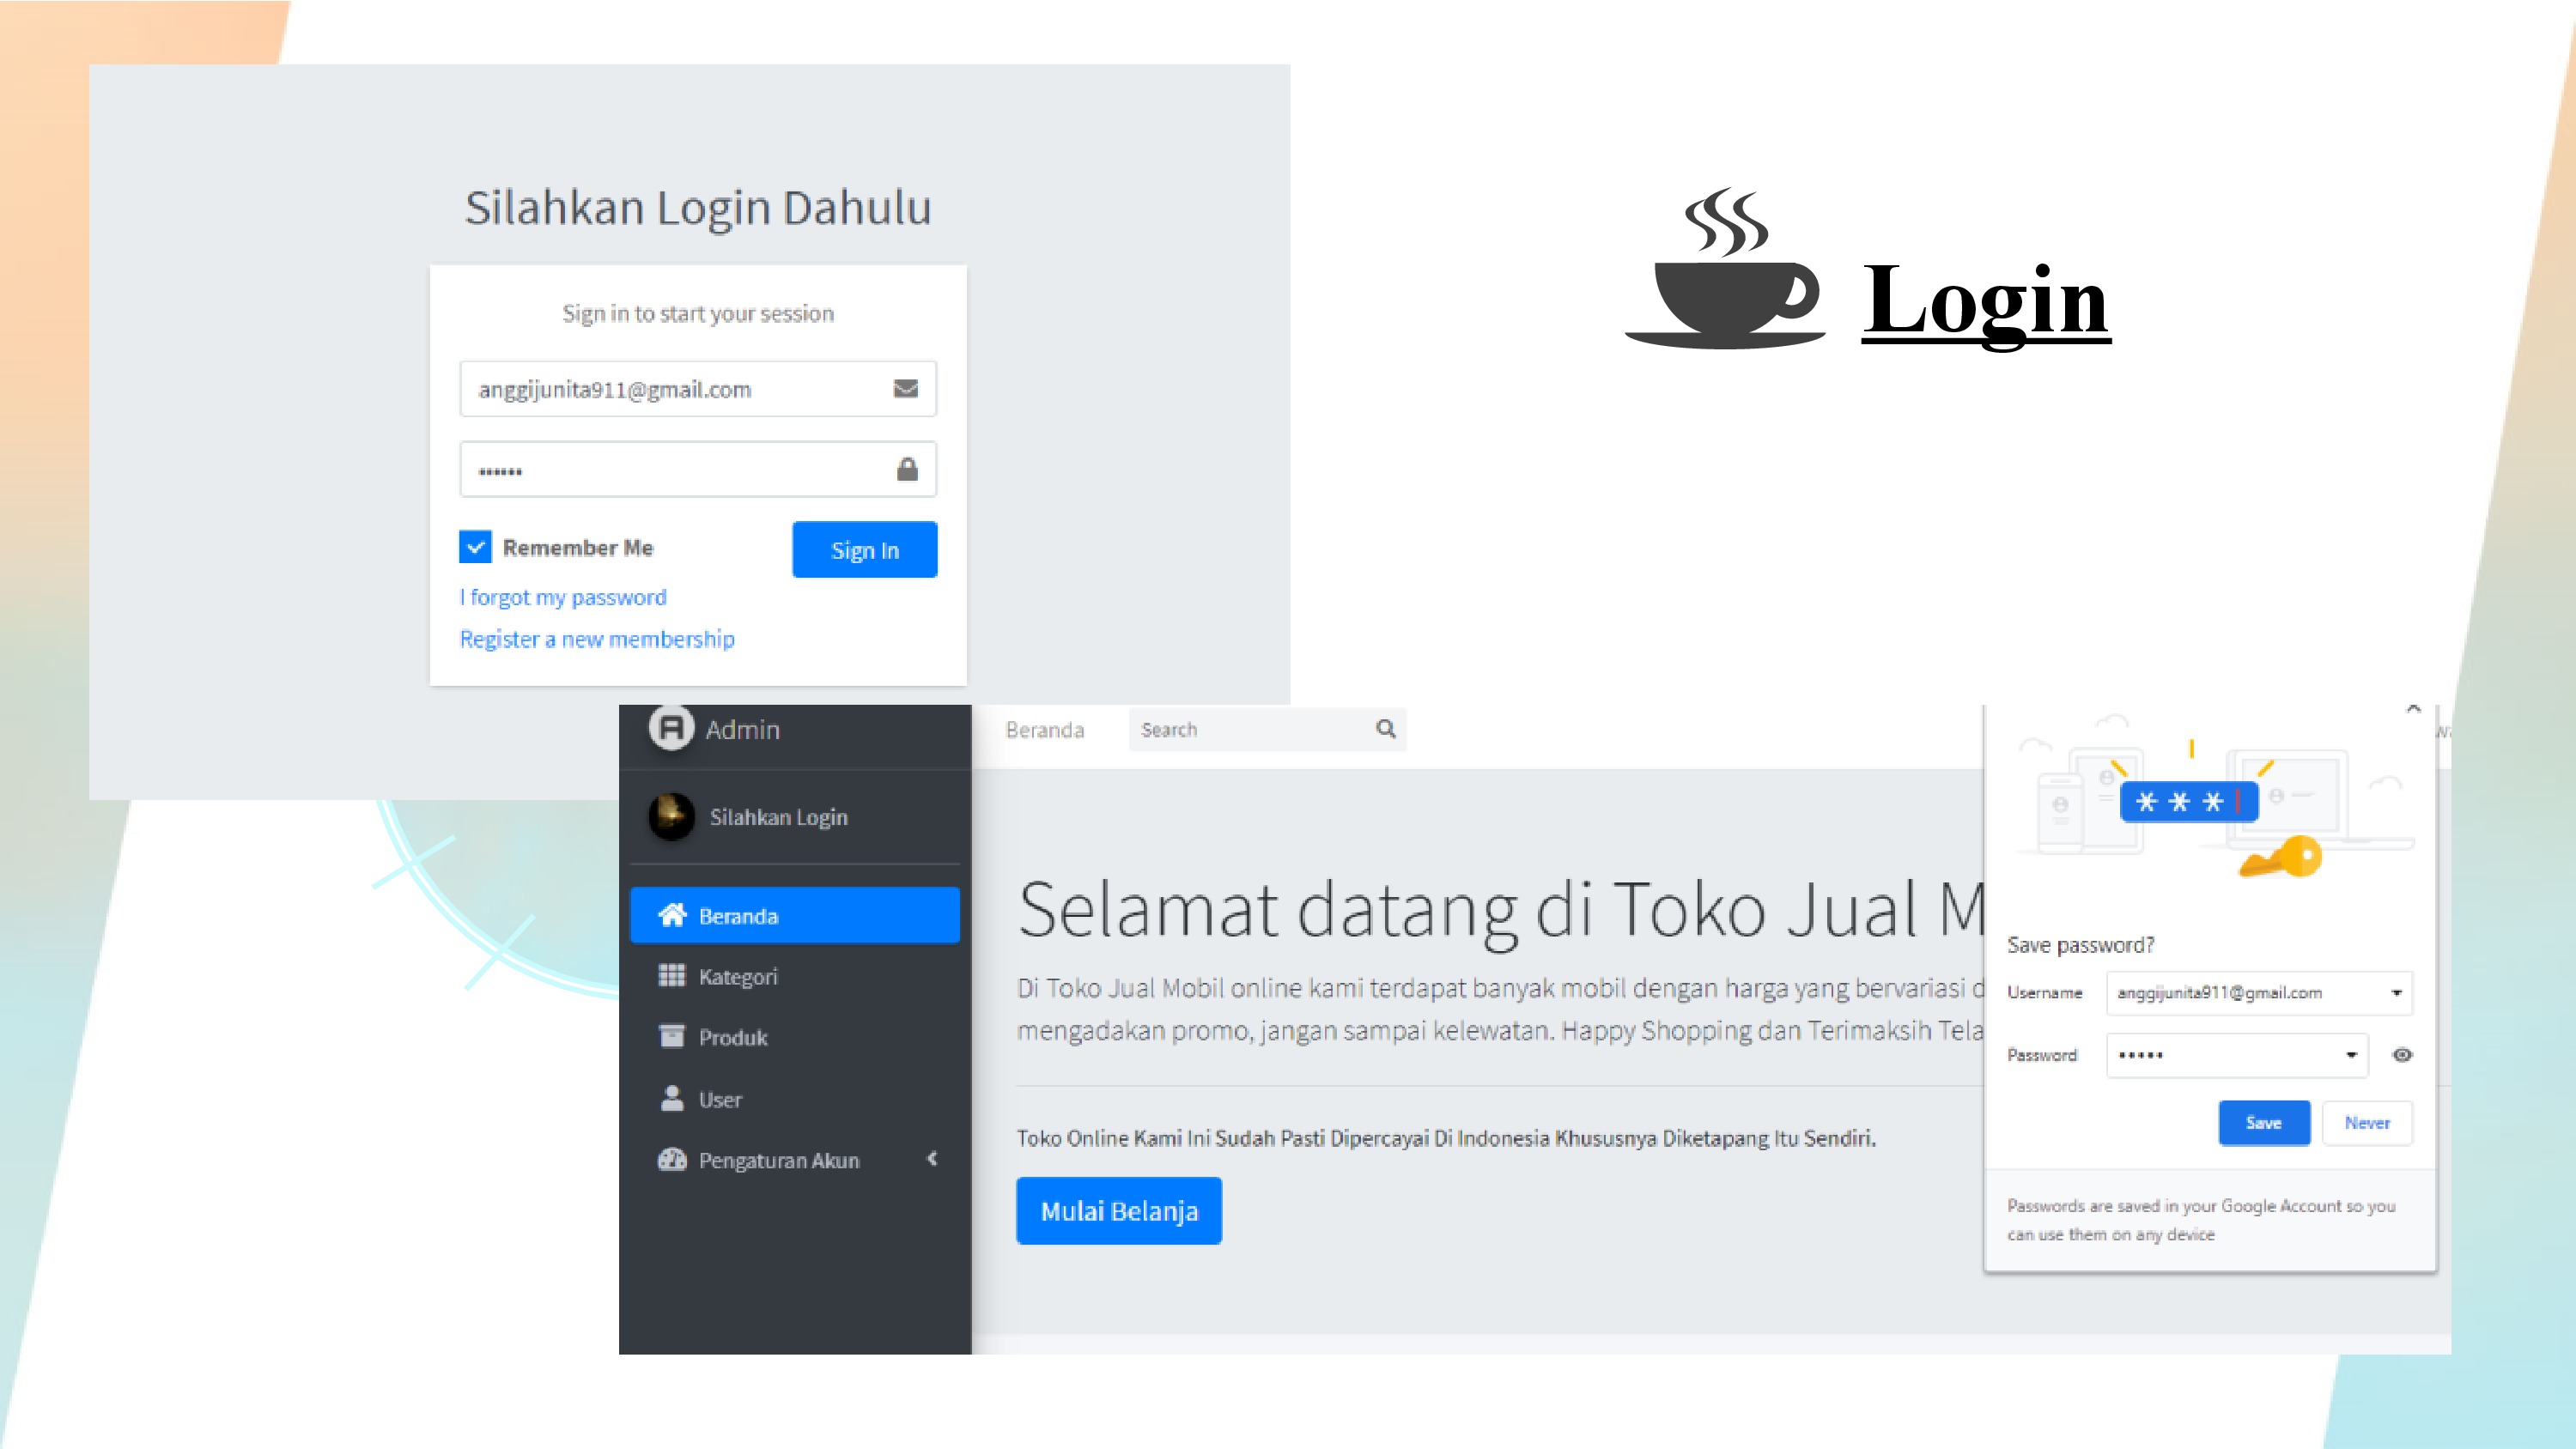 Silahkan Login Dahulu
Sign in to start your session
anggijunita911@gmail.com
••••••
Remember Me
Sign In
I forgot my password
Register a new membership
Login
Admin
Silahkan Login
Beranda
Kategori
Produk
User
Pengaturan Akun
Beranda
Search
Selamat datang di Toko Jual M
Di Toko Jual Mobil online kami terdapat banyak mobil dengan harga yang bervariasi d
mengadakan promo, jangan sampai kelewatan. Happy Shopping dan Terimaksih Tela
Toko Online Kami Ini Sudah Pasti Dipercayai Di Indonesia Khususnya Diketapang Itu Sendiri.
Mulai Belanja
* * *
Save password?
Username anggijunita911@gmail.com
Password •••••
Save Never
Passwords are saved in your Google Account so you
can use them on any device